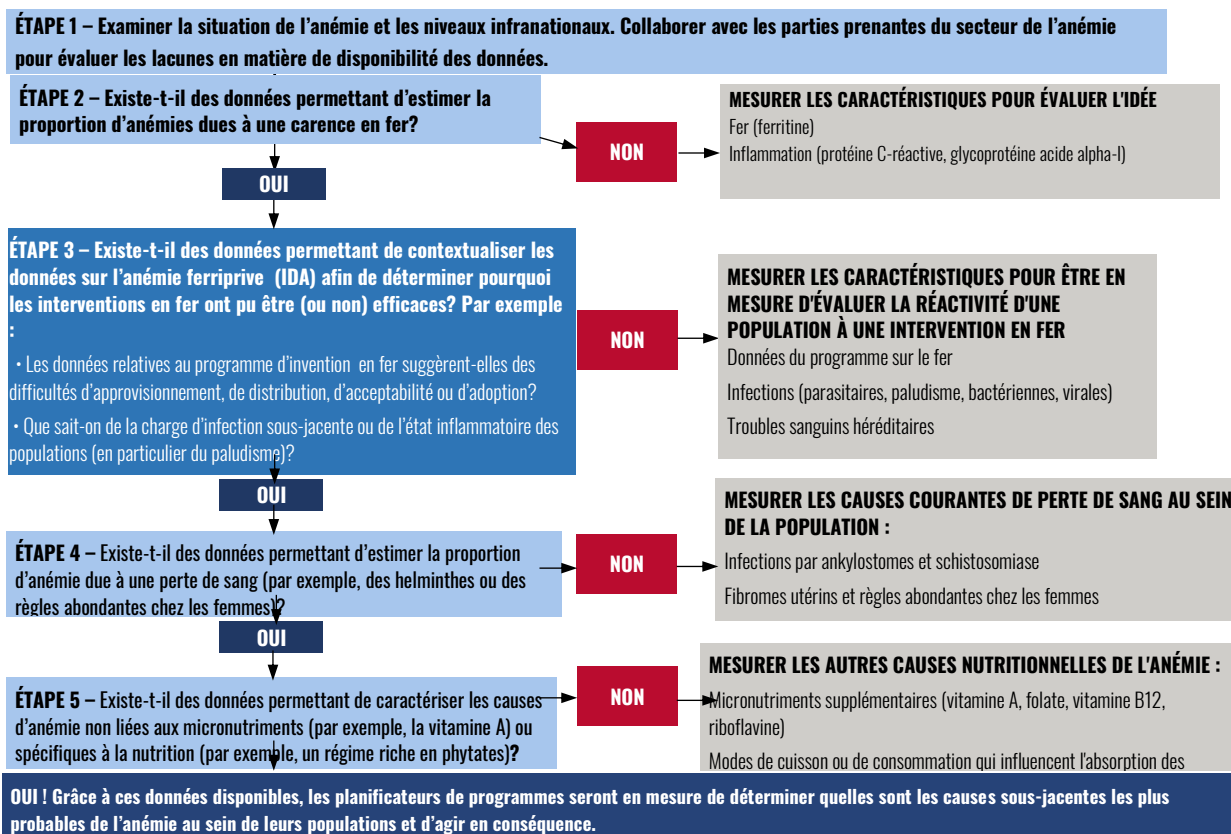 ÉTAPE 1 – Examiner la situation de l'anémie et les niveaux infranationaux. Collaborer avec les parties prenantes du secteur de l'anémie
pour évaluer les lacunes en matière de disponibilité des données.
ÉTAPE 2 – Existe-t-il des données permettant d'estimer la
proportion d'anémies dues à une carence en fer?
NON
MESURER LES CARACTÉRISTIQUES POUR ÉVALUER L'IDÉE
Fer (ferritine)
Inflammation (protéine C-réactive, glycoprotéine acide alpha-I)
OUI
ÉTAPE 3 – Existe-t-il des données permettant de contextualiser les
données sur l'anémie ferriprive (IDA) afin de déterminer pourquoi
les interventions en fer ont pu être (ou non) efficaces? Par exemple
:
• Les données relatives au programme d'invention en fer suggèrent-elles des
difficultés d'approvisionnement, de distribution, d'acceptabilité ou d'adoption?
• Que sait-on de la charge d'infection sous-jacente ou de l'état inflammatoire des
populations (en particulier du paludisme)?
NON
MESURER LES CARACTÉRISTIQUES POUR ÊTRE EN
MESURE D'ÉVALUER LA RÉACTIVITÉ D'UNE
POPULATION À UNE INTERVENTION EN FER
Données du programme sur le fer
Infections (parasitaires, paludisme, bactériennes, virales)
Troubles sanguins héréditaires
OUI
ÉTAPE 4 – Existe-t-il des données permettant d'estimer la proportion
d'anémie due à une perte de sang (par exemple, des helminthes ou des
règles abondantes chez les femmes)?
NON
MESURER LES CAUSES COURANTES DE PERTE DE SANG AU SEIN
DE LA POPULATION :
Infections par ankylostomes et schistosomiase
Fibromes utérins et règles abondantes chez les femmes
OUI
ÉTAPE 5 – Existe-t-il des données permettant de caractériser les causes
d'anémie non liées aux micronutriments (par exemple, la vitamine A) ou
spécifiques à la nutrition (par exemple, un régime riche en phytates)?
NON
MESURER LES AUTRES CAUSES NUTRITIONNELLES DE L'ANÉMIE :
Micronutriments supplémentaires (vitamine A, folate, vitamine B12,
riboflavine)
Modes de cuisson ou de consommation qui influencent l'absorption des
OUI ! Grâce à ces données disponibles, les planificateurs de programmes seront en mesure de déterminer quelles sont les causes sous-jacentes les plus
probables de l'anémie au sein de leurs populations et d'agir en conséquence.